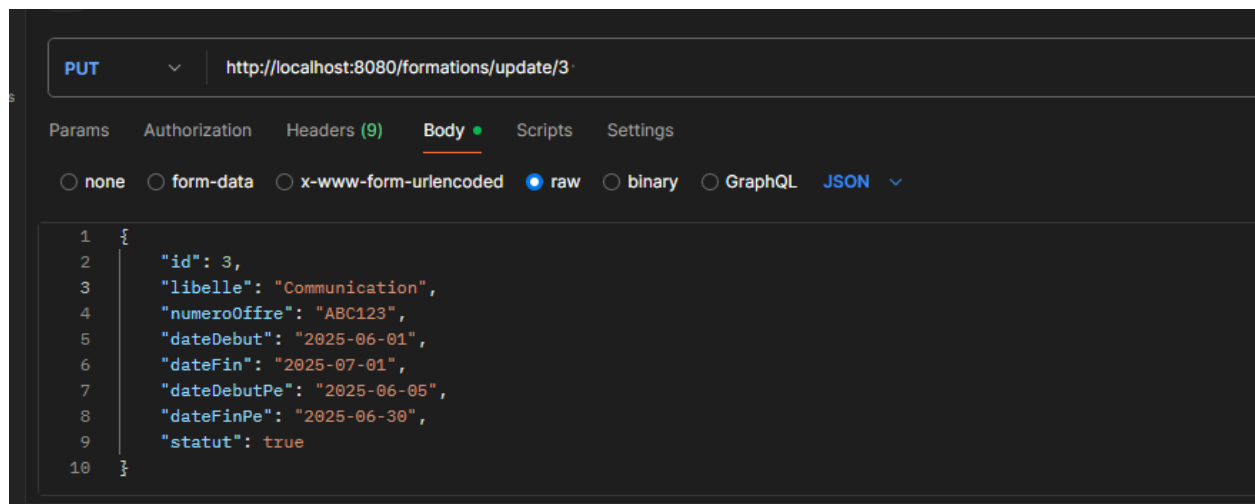 PUT http://localhost:8080/formations/update/3
s
Params Authorization Headers (9) Body Scripts Settings
none form-data x-www-form-urlencoded raw binary GraphQL JSON
1 {
2 "id": 3,
3 "libelle": "Communication",
4 "numeroOffre": "ABC123",
5 "dateDebut": "2025-06-01",
6 "dateFin": "2025-07-01",
7 "dateDebutPe": "2025-06-05",
8 "dateFinPe": "2025-06-30",
9 "statut": true
10 }